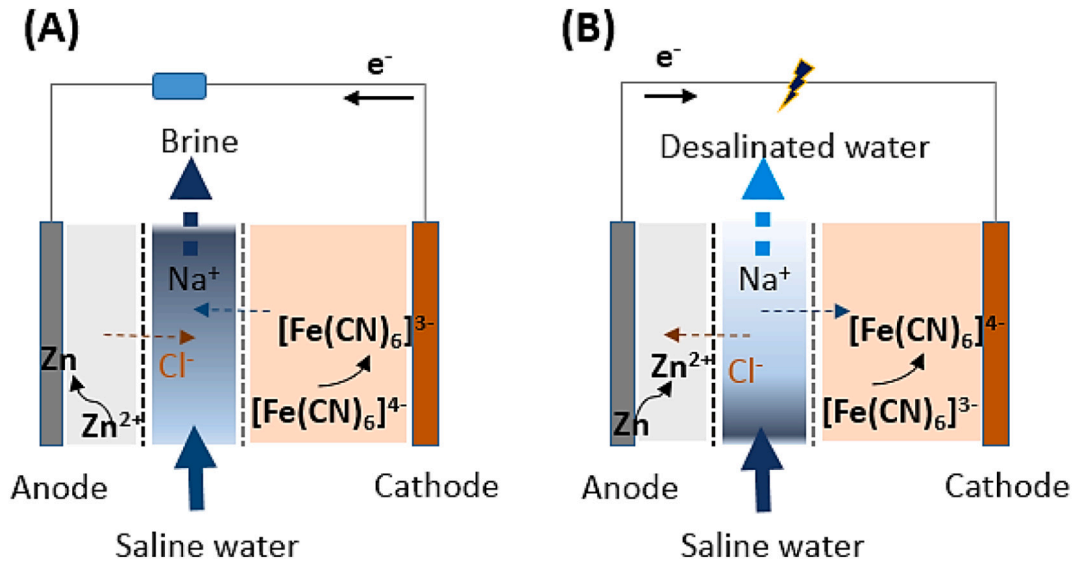 (A)
e⁻
Brine
Na⁺
[Fe(CN)₆]³⁻
Zn
Cl⁻
Zn²⁺
[Fe(CN)₆]⁴⁻
Anode
Cathode
Saline water
(B)
e⁻
Desalinated water
Na⁺
[Fe(CN)₆]⁴⁻
Zn²⁺
Cl⁻
Zn
[Fe(CN)₆]³⁻
Anode
Cathode
Saline water